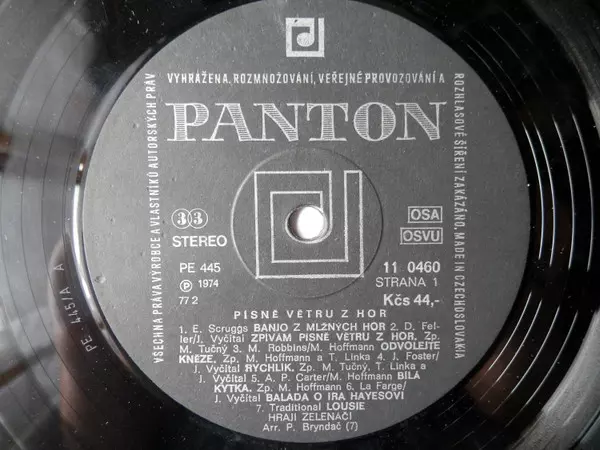 VYHRAŽENA, ROZMNOŽOVÁNÍ, VEŘEJNÉ PROVOZOVÁNÍ A
ROZHLASOVÉ ŠÍŘENÍ ZAKÁZÁNO, MADE IN CZECHOSLOVAKIA
VŠECHNA PRÁVA VÝROBCE A VLASTNÍKŮ AUTORSKÝCH PRÁV
PANTON
33
STEREO
OSA
OSVU
PE 445
℗ 1974
77 2
11 0460
STRANA 1
Kčs 44,-
PÍSNĚ VĚTRU Z HOR
1. E. Scruggs BANJO Z MLŽNÝCH HOR 2. D. Fel-
ler/J. Vyčítal ZPÍVÁM PÍSNĚ VĚTRU Z HOR, Zp.
M. Tučný 3. M. Robbins/M. Hoffmann ODVOLEJTE
KNĚZE, Zp. M. Hoffmann a T. Linka 4. J. Foster/
J. Vyčítal RYCHLÍK, Zp. M. Tučný, T. Linka a
J. Vyčítal 5. A. P. Carter/M. Hoffmann BÍLÁ
KYTKA, Zp. M. Hoffmann 6. La Farge/
J. Vyčítal BALADA O IRA HAYESOVI
7. Traditional LOUSIE
HRAJÍ ZELENÁČI
Arr. P. Bryndač (7)
PE 445/A A